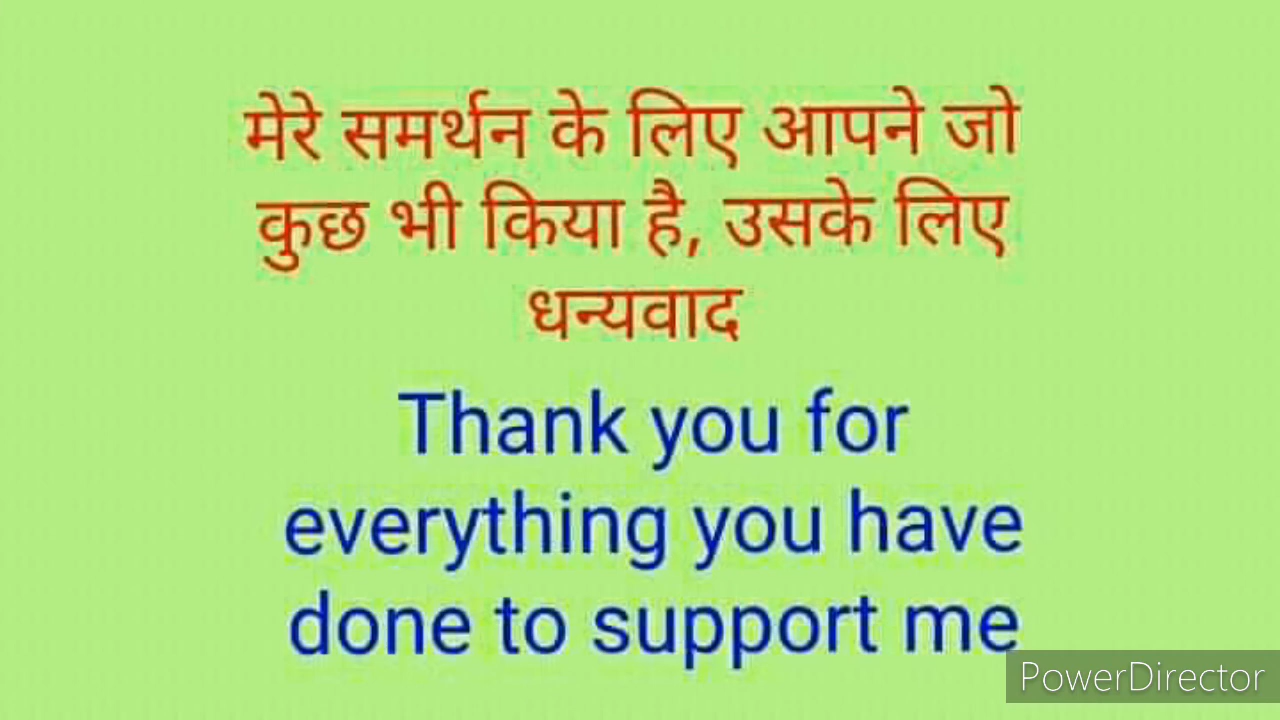 मेरे समर्थन के लिए आपने जो
कुछ भी किया है, उसके लिए
धन्यवाद
Thank you for
everything you have
done to support me
PowerDirector